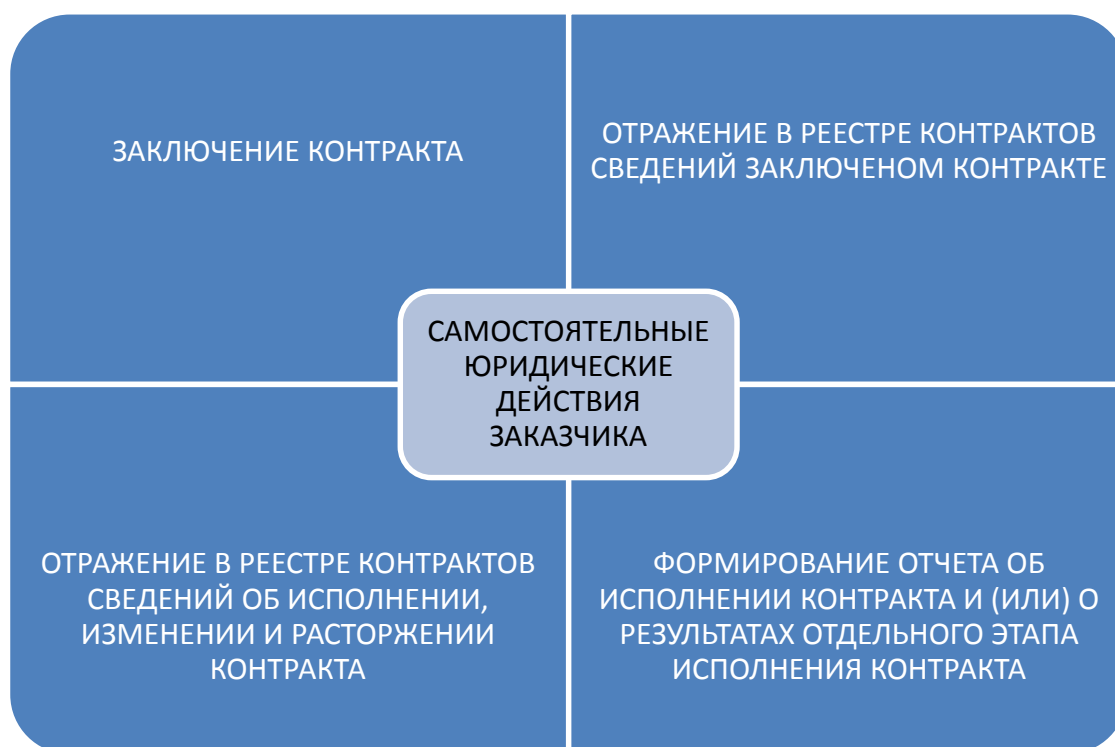 ЗАКЛЮЧЕНИЕ КОНТРАКТА
ОТРАЖЕНИЕ В РЕЕСТРЕ КОНТРАКТОВ
СВЕДЕНИЙ ЗАКЛЮЧЕНОМ КОНТРАКТЕ
САМОСТОЯТЕЛЬНЫЕ
ЮРИДИЧЕСКИЕ
ДЕЙСТВИЯ
ЗАКАЗЧИКА
ОТРАЖЕНИЕ В РЕЕСТРЕ КОНТРАКТОВ
СВЕДЕНИЙ ОБ ИСПОЛНЕНИИ,
ИЗМЕНЕНИИ И РАСТОРЖЕНИИ
КОНТРАКТА
ФОРМИРОВАНИЕ ОТЧЕТА ОБ
ИСПОЛНЕНИИ КОНТРАКТА И (ИЛИ) О
РЕЗУЛЬТАТАХ ОТДЕЛЬНОГО ЭТАПА
ИСПОЛНЕНИЯ КОНТРАКТА